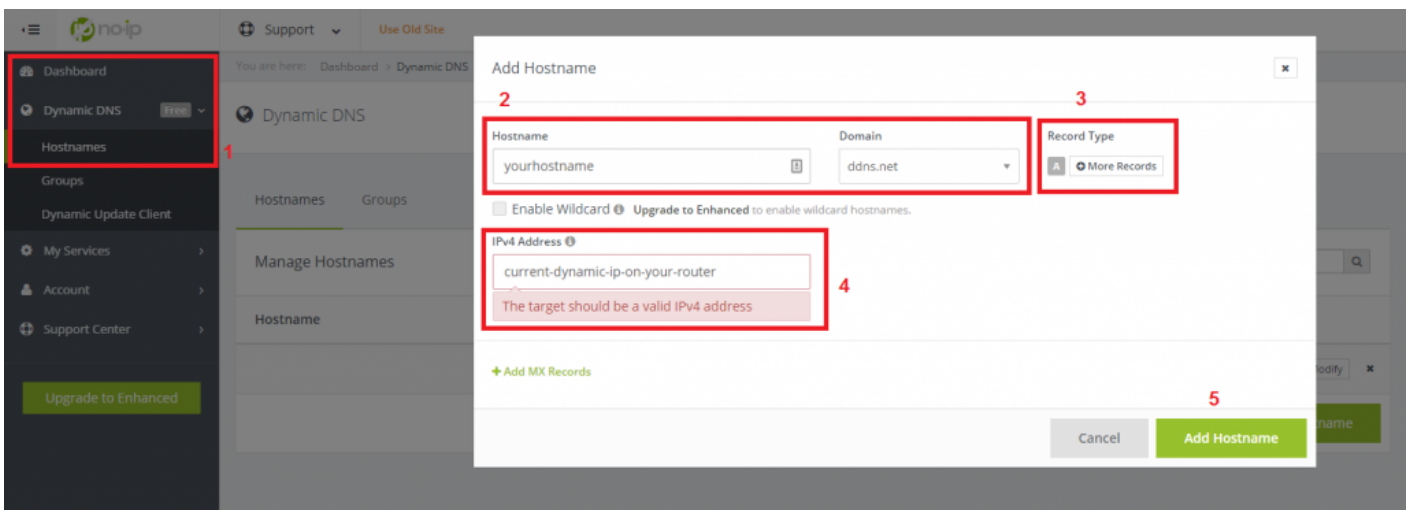 noip
Support
Use Old Site
Dashboard
Dynamic DNS Free
Hostnames
1
Groups
Dynamic Update Client
My Services
Account
Support Center
Upgrade to Enhanced
You are here: Dashboard > Dynamic DNS
Dynamic DNS
Hostnames Groups
Manage Hostnames
Hostname
Add Hostname
2 3
Hostname Domain Record Type
yourhostname ddns.net A More Records
Enable Wildcard Upgrade to Enhanced to enable wildcard hostnames.
IPv4 Address
current-dynamic-ip-on-your-router
4
The target should be a valid IPv4 address
+ Add MX Records
5
Cancel Add Hostname